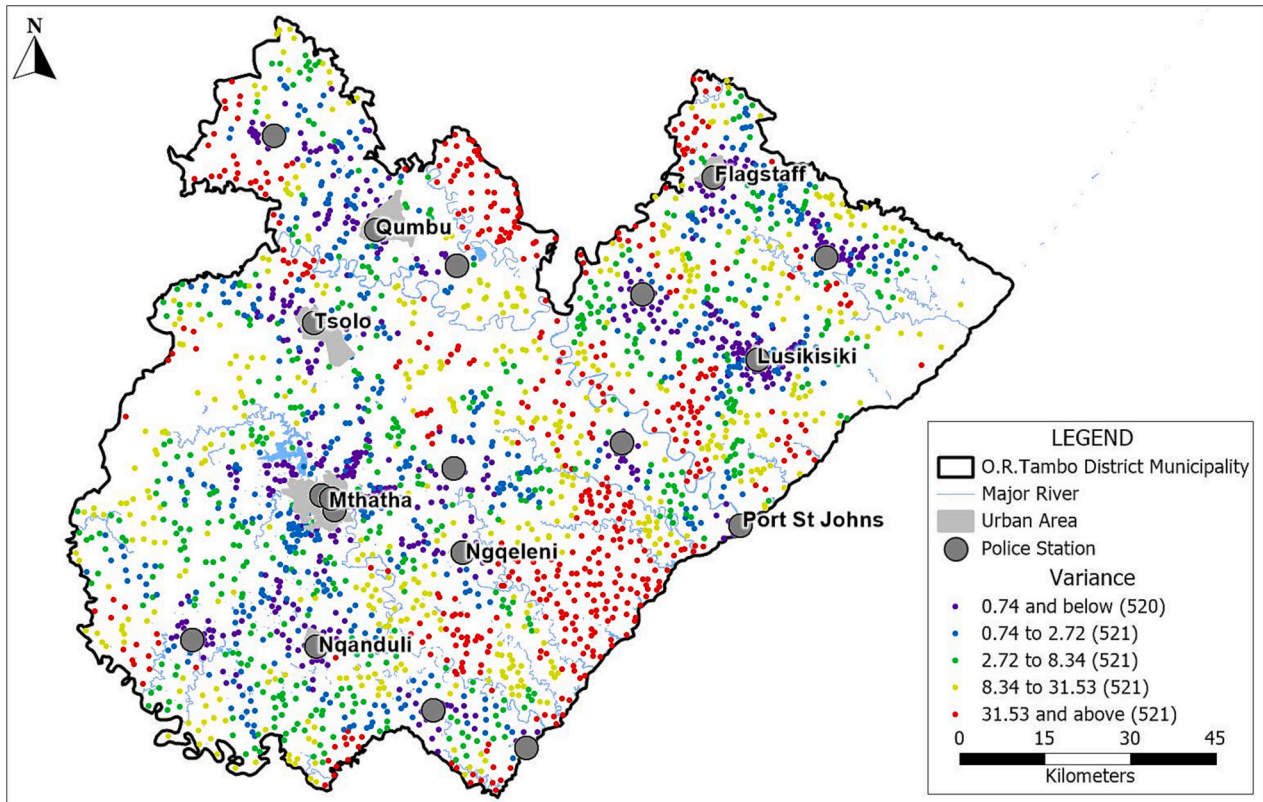 N
Flagstaff
Qumbu
Tsolo
Lusikisiki
Mthatha
Port St Johns
Ngqeleni
Nqanduli
LEGEND
O.R.Tambo District Municipality
Major River
Urban Area
Police Station
Variance
0.74 and below (520)
0.74 to 2.72 (521)
2.72 to 8.34 (521)
8.34 to 31.53 (521)
31.53 and above (521)
0 15 30 45
Kilometers